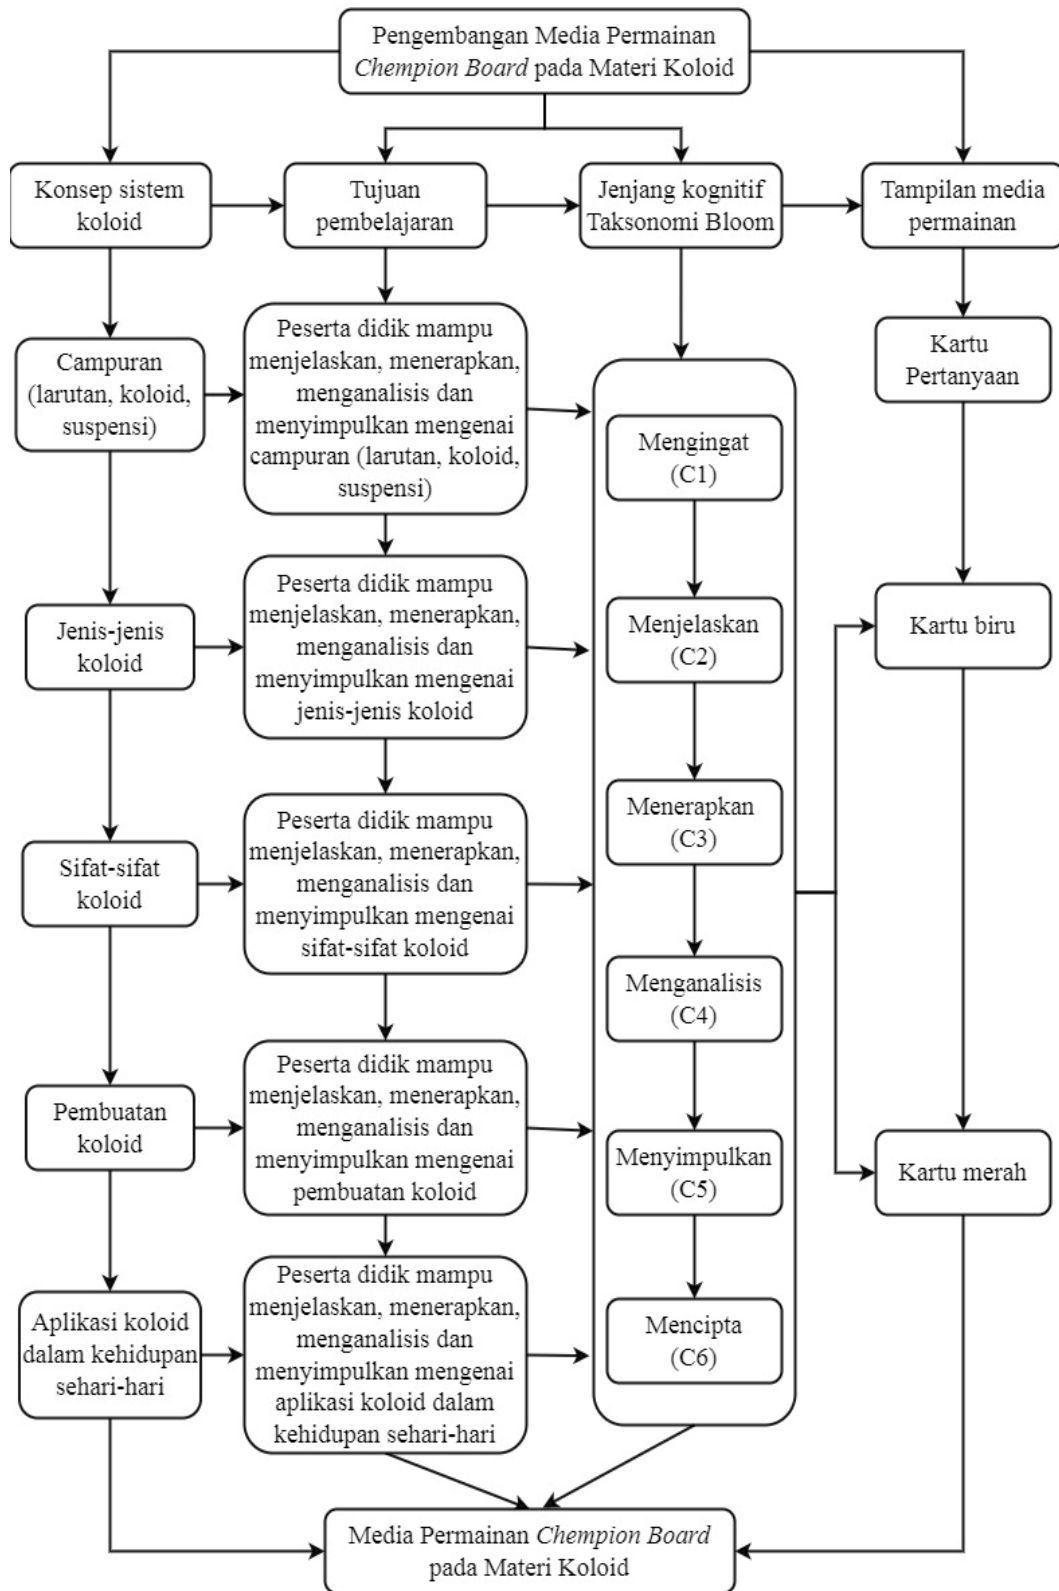 Pengembangan Media Permainan
Chempion Board pada Materi Koloid
Konsep sistem
koloid
Tujuan
pembelajaran
Jenjang kognitif
Taksonomi Bloom
Tampilan media
permainan
Campuran
(larutan, koloid,
suspensi)
Peserta didik mampu
menjelaskan, menerapkan,
menganalisis dan
menyimpulkan mengenai
campuran (larutan, koloid,
suspensi)
Mengingat
(C1)
Kartu
Pertanyaan
Jenis-jenis
koloid
Peserta didik mampu
menjelaskan, menerapkan,
menganalisis dan
menyimpulkan mengenai
jenis-jenis koloid
Menjelaskan
(C2)
Kartu biru
Sifat-sifat
koloid
Peserta didik mampu
menjelaskan, menerapkan,
menganalisis dan
menyimpulkan mengenai
sifat-sifat koloid
Menerapkan
(C3)
Menganalisis
(C4)
Pembuatan
koloid
Peserta didik mampu
menjelaskan, menerapkan,
menganalisis dan
menyimpulkan mengenai
pembuatan koloid
Menyimpulkan
(C5)
Kartu merah
Aplikasi koloid
dalam kehidupan
sehari-hari
Peserta didik mampu
menjelaskan, menerapkan,
menganalisis dan
menyimpulkan mengenai
aplikasi koloid dalam
kehidupan sehari-hari
Mencipta
(C6)
Media Permainan Chempion Board
pada Materi Koloid